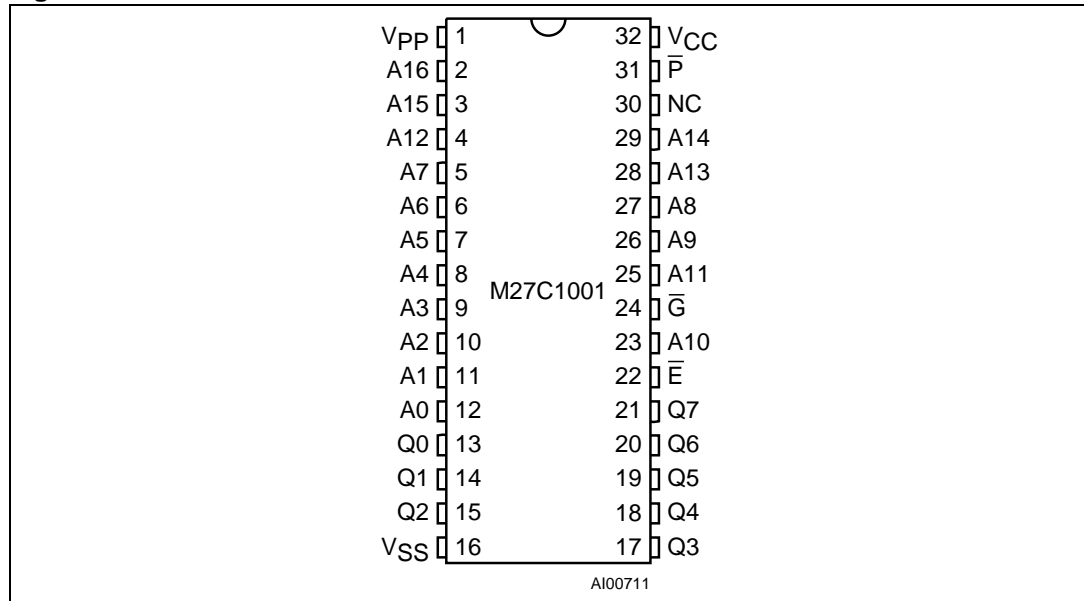 VPP 1 32 VCC
A16 2 31 P̅
A15 3 30 NC
A12 4 29 A14
A7 5 28 A13
A6 6 27 A8
A5 7 26 A9
A4 8 25 A11
M27C1001
A3 9 24 G̅
A2 10 23 A10
A1 11 22 E̅
A0 12 21 Q7
Q0 13 20 Q6
Q1 14 19 Q5
Q2 15 18 Q4
VSS 16 17 Q3
AI00711